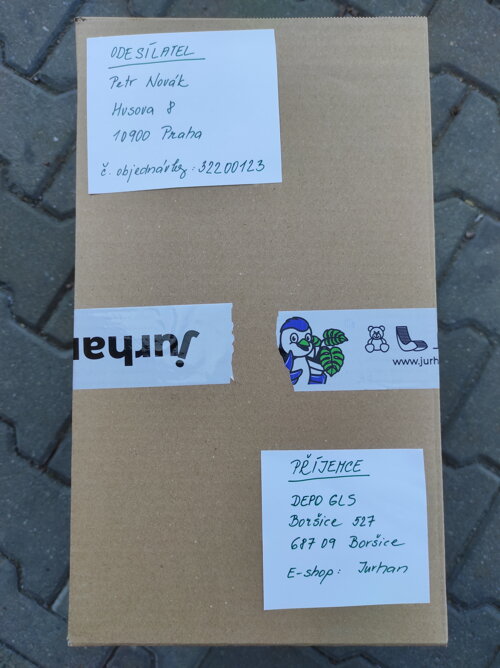 ODESÍLATEL
Petr Novák
Husova 8
10900 Praha
č. objednávky: 32200123
jurhan
www.jurh
PŘÍJEMCE
DEPO GLS
Boršice 527
687 09 Boršice
E-shop: Jurhan